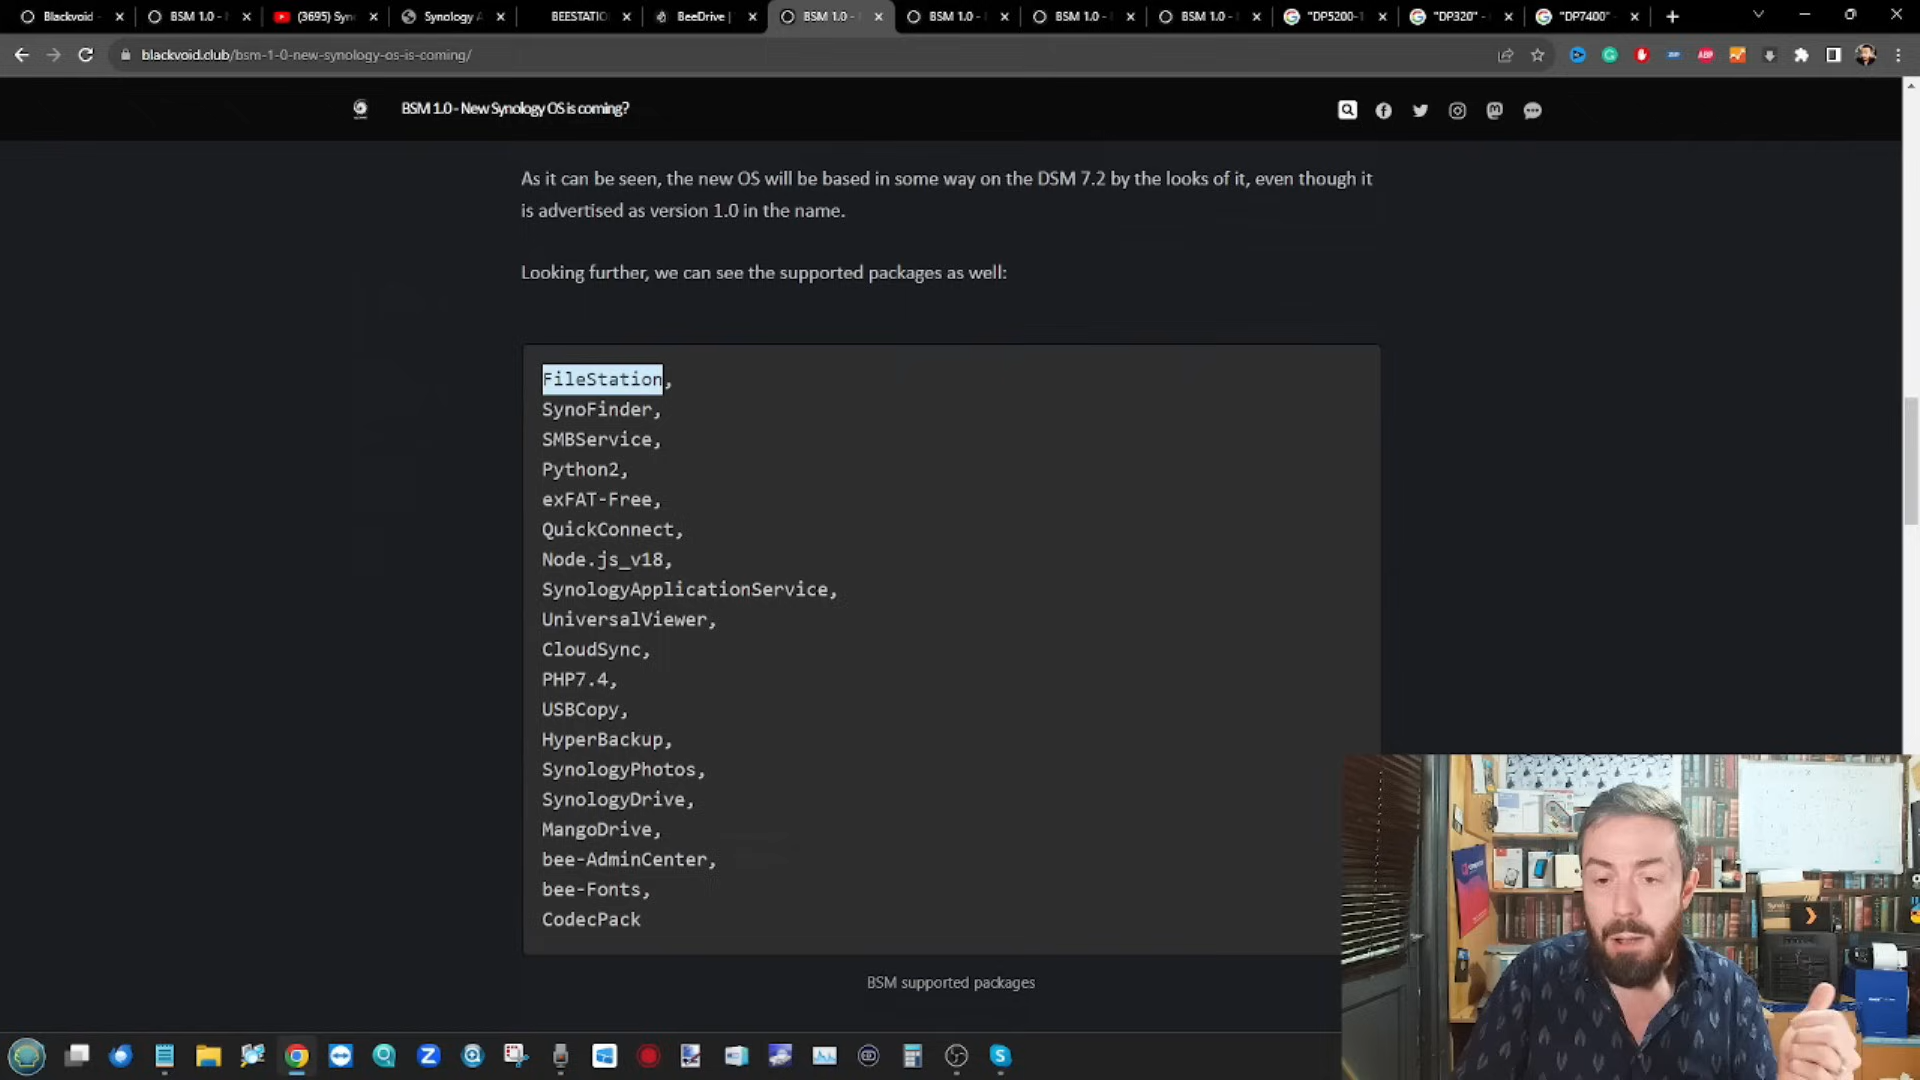 Blackvoid -
BSM 1.0 -
(3695) Syn
Synology A
BEESTATIO
BeeDrive |
BSM 1.0 -
BSM 1.0 -
BSM 1.0 -
BSM 1.0 -
"DP5200-1
"DP320" -
"DP7400" -
blackvoid.club/bsm-1-0-new-synology-os-is-coming/
ABP
BSM 1.0 - New Synology OS is coming?
As it can be seen, the new OS will be based in some way on the DSM 7.2 by the looks of it, even though it
is advertised as version 1.0 in the name.
Looking further, we can see the supported packages as well:
FileStation,
SynoFinder,
SMBService,
Python2,
exFAT-Free,
QuickConnect,
Node.js_v18,
SynologyApplicationService,
UniversalViewer,
CloudSync,
PHP7.4,
USBCopy,
HyperBackup,
SynologyPhotos,
SynologyDrive,
MangoDrive,
bee-AdminCenter,
bee-Fonts,
CodecPack
BSM supported packages